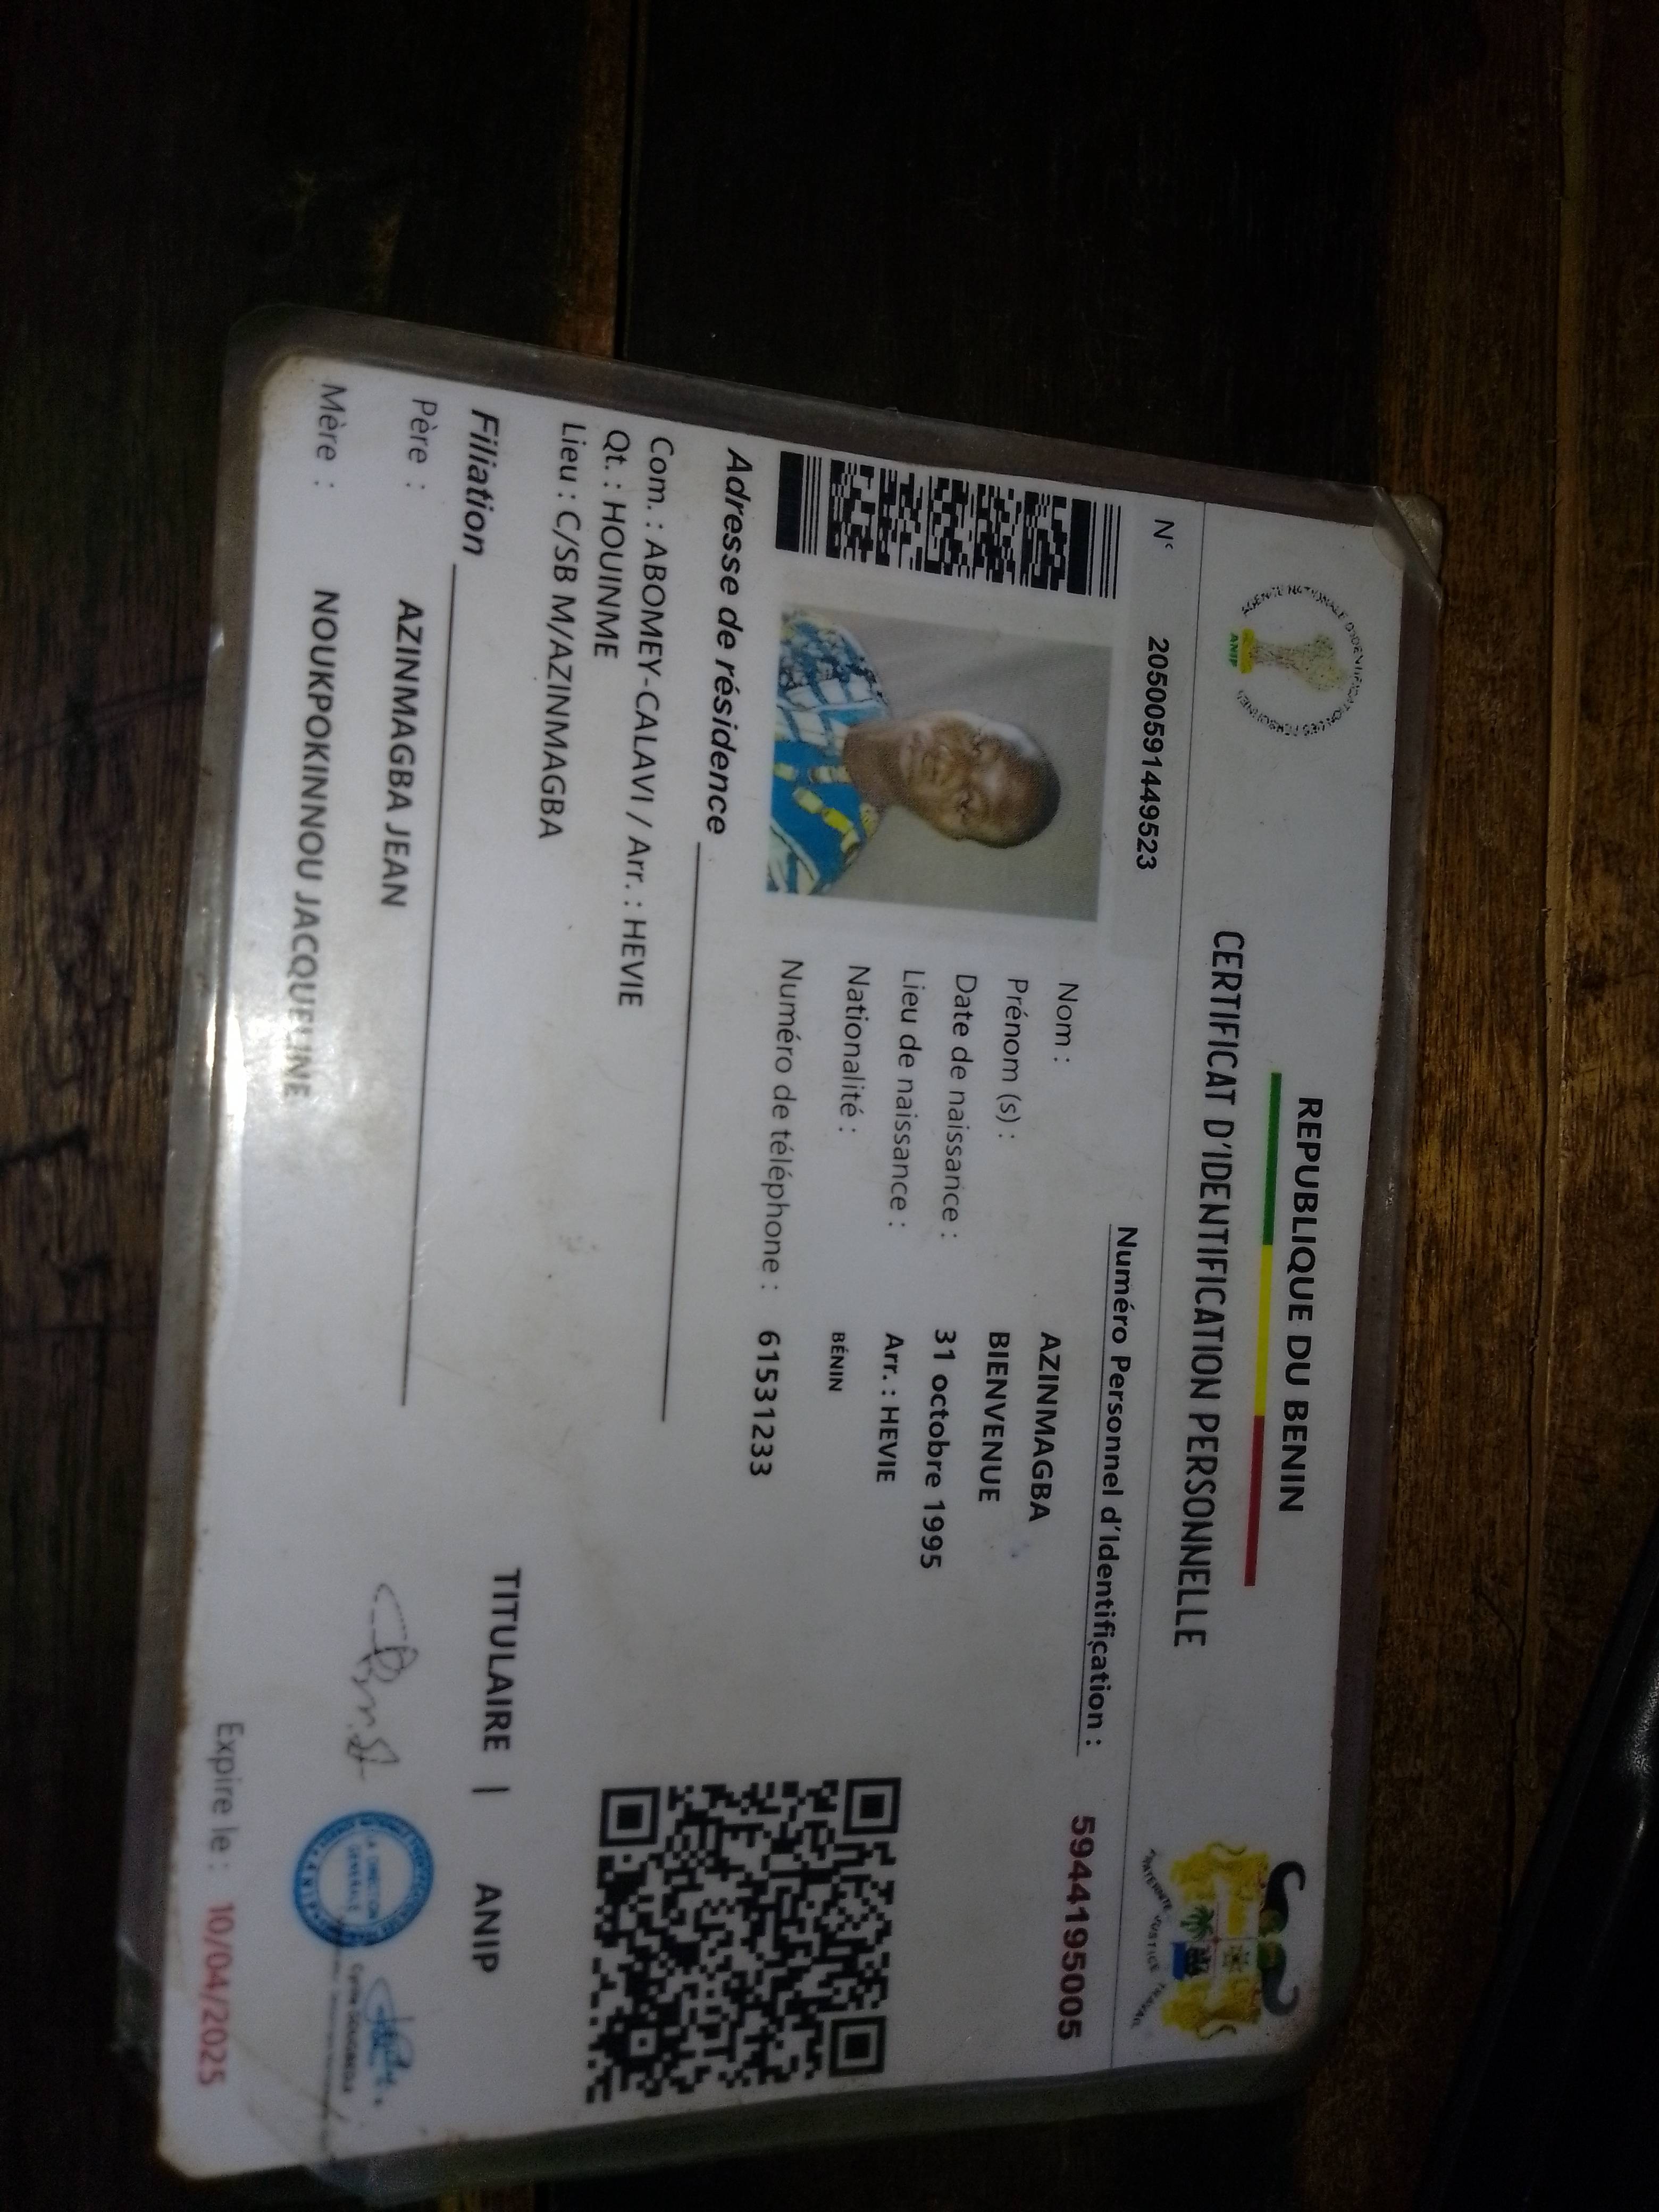 REPUBLIQUE DU BENIN
CERTIFICAT D'IDENTIFICATION PERSONNELLE
AGENCE NATIONALE D'IDENTIFICATION DES PERSONNES
ANIP
FRATERNITE JUSTICE TRAVAIL
N° 2050059149523
Numéro Personnel d'Identification : 5944195005
Nom : AZINMAGBA
Prénom (s) : BIENVENUE
Date de naissance : 31 octobre 1995
Lieu de naissance : Arr. : HEVIE
Nationalité : BÉNIN
Numéro de téléphone : 61531233
Adresse de résidence
Com. : ABOMEY-CALAVI / Arr. : HEVIE
Qt. : HOUINME
Lieu : C/SB M/AZINMAGBA
Filiation
Père : AZINMAGBA JEAN
Mère : NOUKPOKINNOU JACQUELINE
TITULAIRE | ANIP
Expire le : 10/04/2025